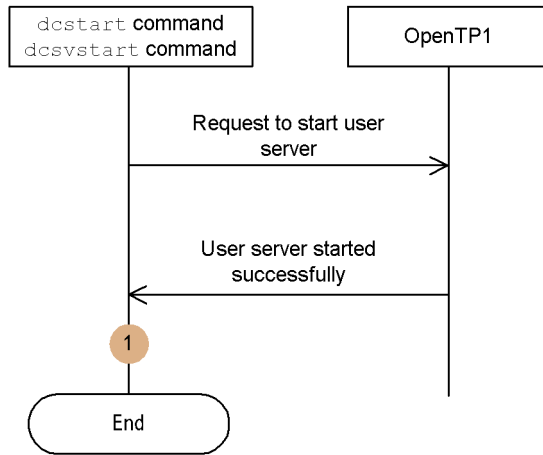 dcstart command
dcsvstart command
OpenTP1
Request to start user
server
User server started
successfully
1
End